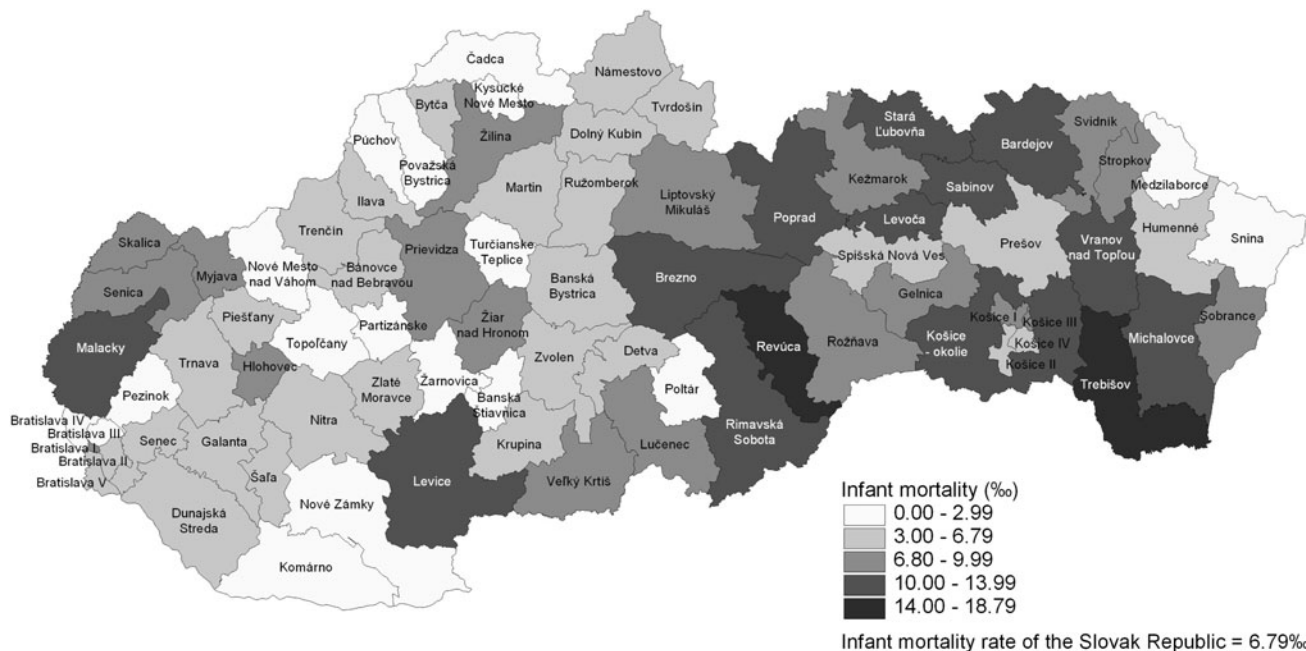 Čadca
Námestovo
Kysucké
Nové Mesto
Bytča
Tvrdošín
Púchov
Žilina
Dolný Kubin
Považská
Bystrica
Stará
Ľubovňa
Svidník
Bardejov
Stropkov
Ilava
Martin
Ružomberok
Kežmarok
Sabinov
Medzilaborce
Liptovský
Mikuláš
Poprad
Levoča
Trenčín
Turčianske
Teplice
Prešov
Humenné
Snina
Skalica
Prievidza
Vranov
nad Topľou
Spišská Nová Ves
Nové Mesto
nad Váhom
Bánovce
nad Bebravou
Myjava
Brezno
Banská
Bystrica
Senica
Gelnica
Piešťany
Partizánske
Žiar
nad Hronom
Košice I
Košice III
Sobrance
Topoľčany
Malacky
Revúca
Rožňava
Košice
- okolie
Košice IV
Michalovce
Trnava
Hlohovec
Zvolen
Detva
Košice II
Žarnovica
Zlaté
Moravce
Banská
Štiavnica
Poltár
Trebišov
Pezinok
Bratislava IV
Bratislava III
Bratislava I
Bratislava II
Bratislava V
Nitra
Rimavská
Sobota
Senec
Galanta
Krupina
Lučenec
Šaľa
Levice
Veľký Krtíš
Nové Zámky
Dunajská
Streda
Komárno
Infant mortality (‰)
0.00 - 2.99
3.00 - 6.79
6.80 - 9.99
10.00 - 13.99
14.00 - 18.79
Infant mortality rate of the Slovak Republic = 6.79‰